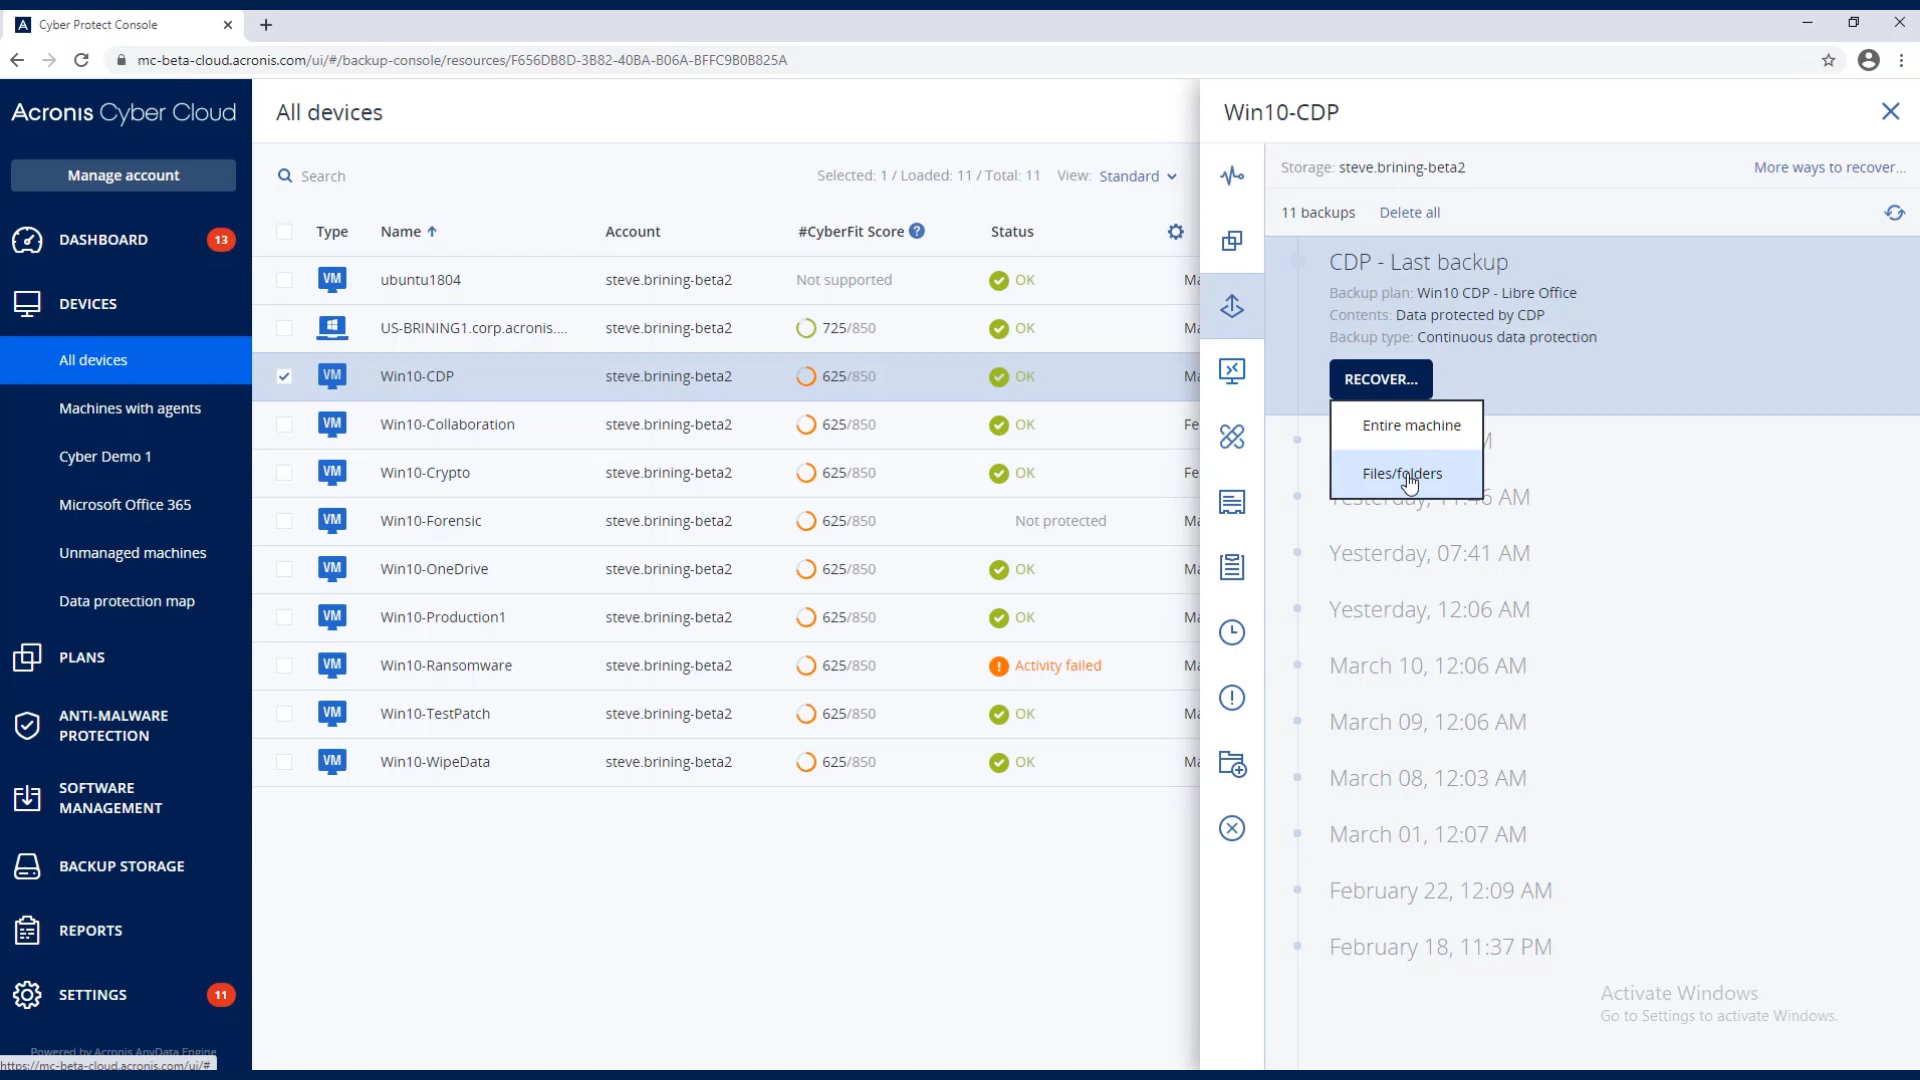 Cyber Protect Console
mc-beta-cloud.acronis.com/ui/#/backup-console/resources/F656DB8D-3B82-40BA-B06A-BFFC9B0B825A
Acronis Cyber Cloud
Manage account
DASHBOARD 13
DEVICES
All devices
Machines with agents
Cyber Demo 1
Microsoft Office 365
Unmanaged machines
Data protection map
PLANS
ANTI-MALWARE
PROTECTION
SOFTWARE
MANAGEMENT
BACKUP STORAGE
REPORTS
SETTINGS 11
Powered by Acronis AnyData Engine
https://mc-beta-cloud.acronis.com/ui/#
All devices
Search
Selected: 1 / Loaded: 11 / Total: 11 View: Standard
Type Name Account #CyberFit Score ? Status
VM ubuntu1804 steve.brining-beta2 Not supported OK Ma
US-BRINING1.corp.acronis.... steve.brining-beta2 725/850 OK Ma
VM Win10-CDP steve.brining-beta2 625/850 OK Ma
VM Win10-Collaboration steve.brining-beta2 625/850 OK Fe
VM Win10-Crypto steve.brining-beta2 625/850 OK Fe
VM Win10-Forensic steve.brining-beta2 625/850 Not protected Ma
VM Win10-OneDrive steve.brining-beta2 625/850 OK Ma
VM Win10-Production1 steve.brining-beta2 625/850 OK Ma
VM Win10-Ransomware steve.brining-beta2 625/850 Activity failed Ma
VM Win10-TestPatch steve.brining-beta2 625/850 OK Ma
VM Win10-WipeData steve.brining-beta2 625/850 OK Ma
Win10-CDP
Storage: steve.brining-beta2 More ways to recover...
11 backups Delete all
CDP - Last backup
Backup plan: Win10 CDP - Libre Office
Contents: Data protected by CDP
Backup type: Continuous data protection
RECOVER...
Entire machine
Files/folders
Yesterday, 11:46 AM
Yesterday, 07:41 AM
Yesterday, 12:06 AM
March 10, 12:06 AM
March 09, 12:06 AM
March 08, 12:03 AM
March 01, 12:07 AM
February 22, 12:09 AM
February 18, 11:37 PM
Activate Windows
Go to Settings to activate Windows.